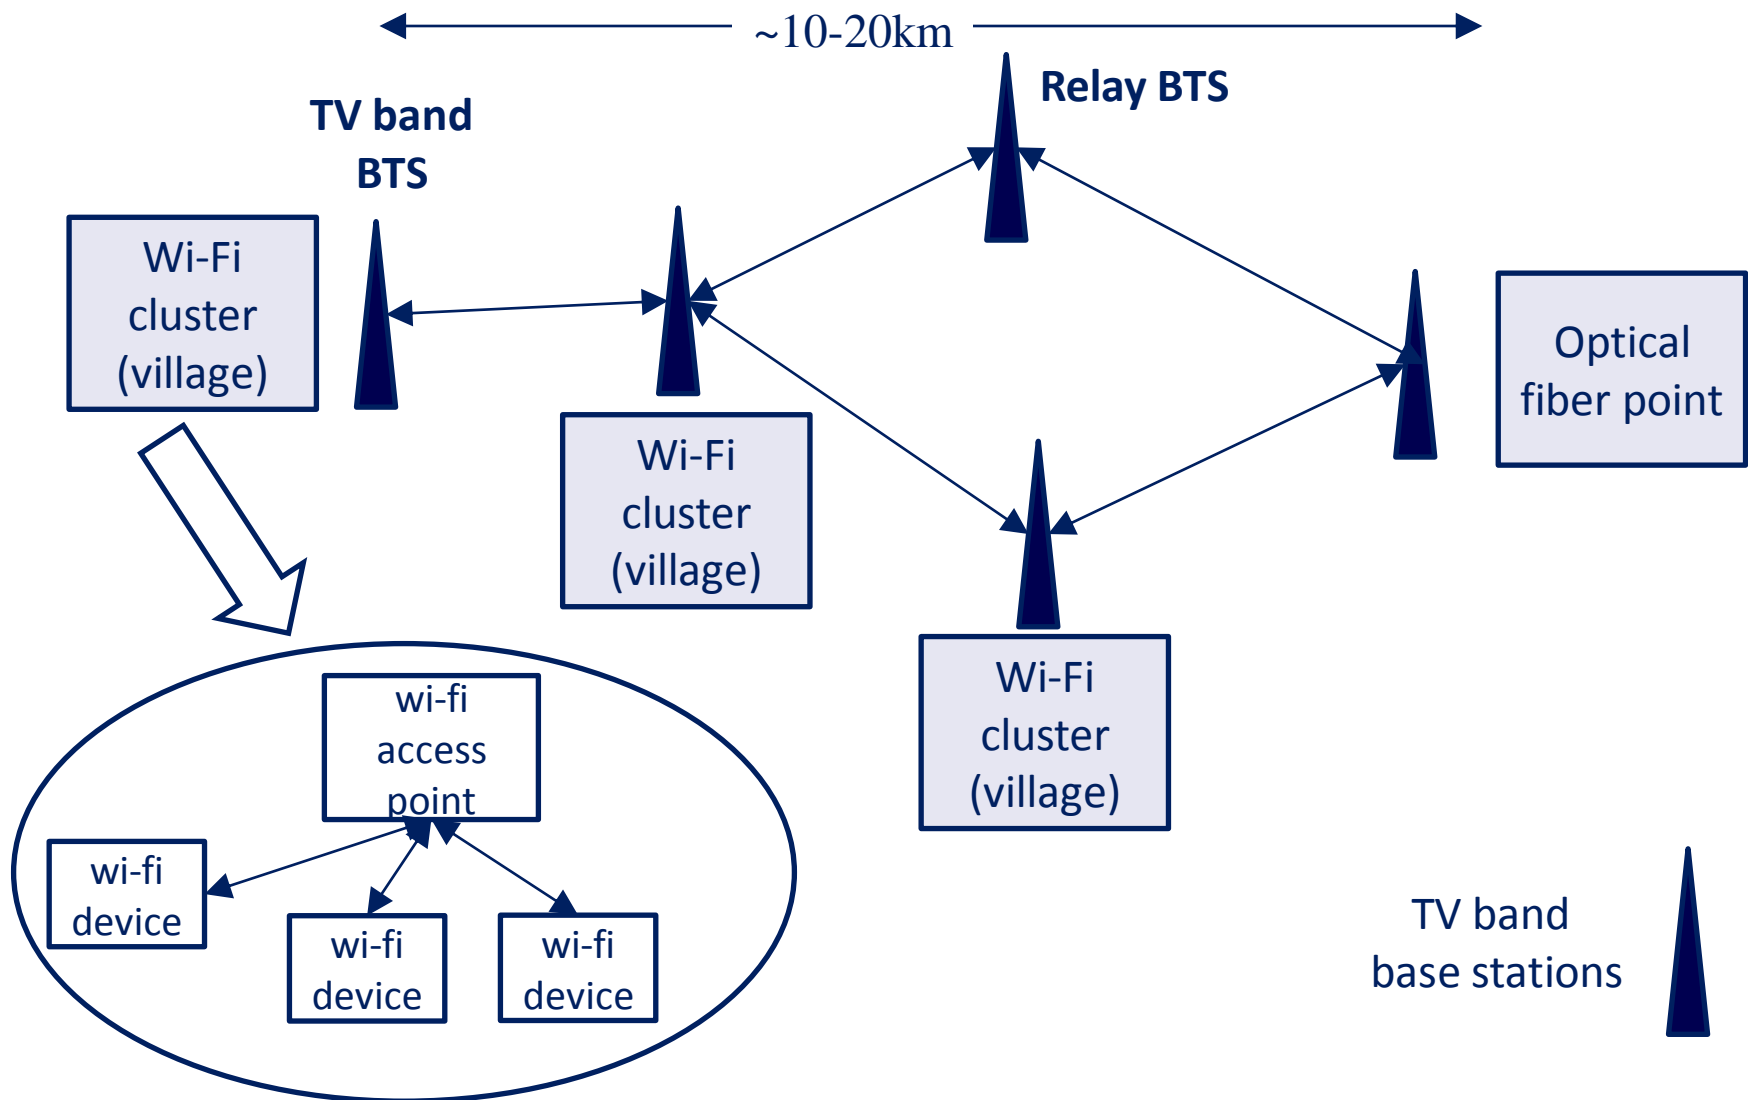 ~10-20km
Relay BTS
TV band
BTS
Wi-Fi
cluster
(village)
Optical
fiber point
Wi-Fi
cluster
(village)
Wi-Fi
cluster
(village)
wi-fi
access
point
wi-fi
device
wi-fi
device
wi-fi
device
TV band
base stations